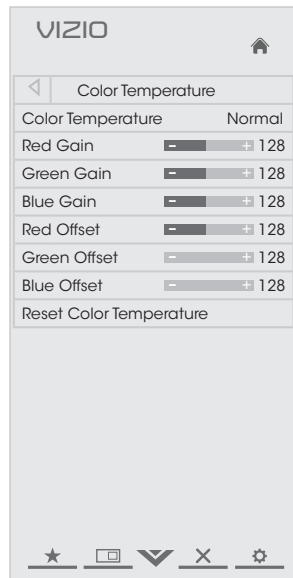 VIZIO
Color Temperature
Color Temperature Normal
Red Gain - + 128
Green Gain - + 128
Blue Gain - + 128
Red Offset - + 128
Green Offset - + 128
Blue Offset - + 128
Reset Color Temperature